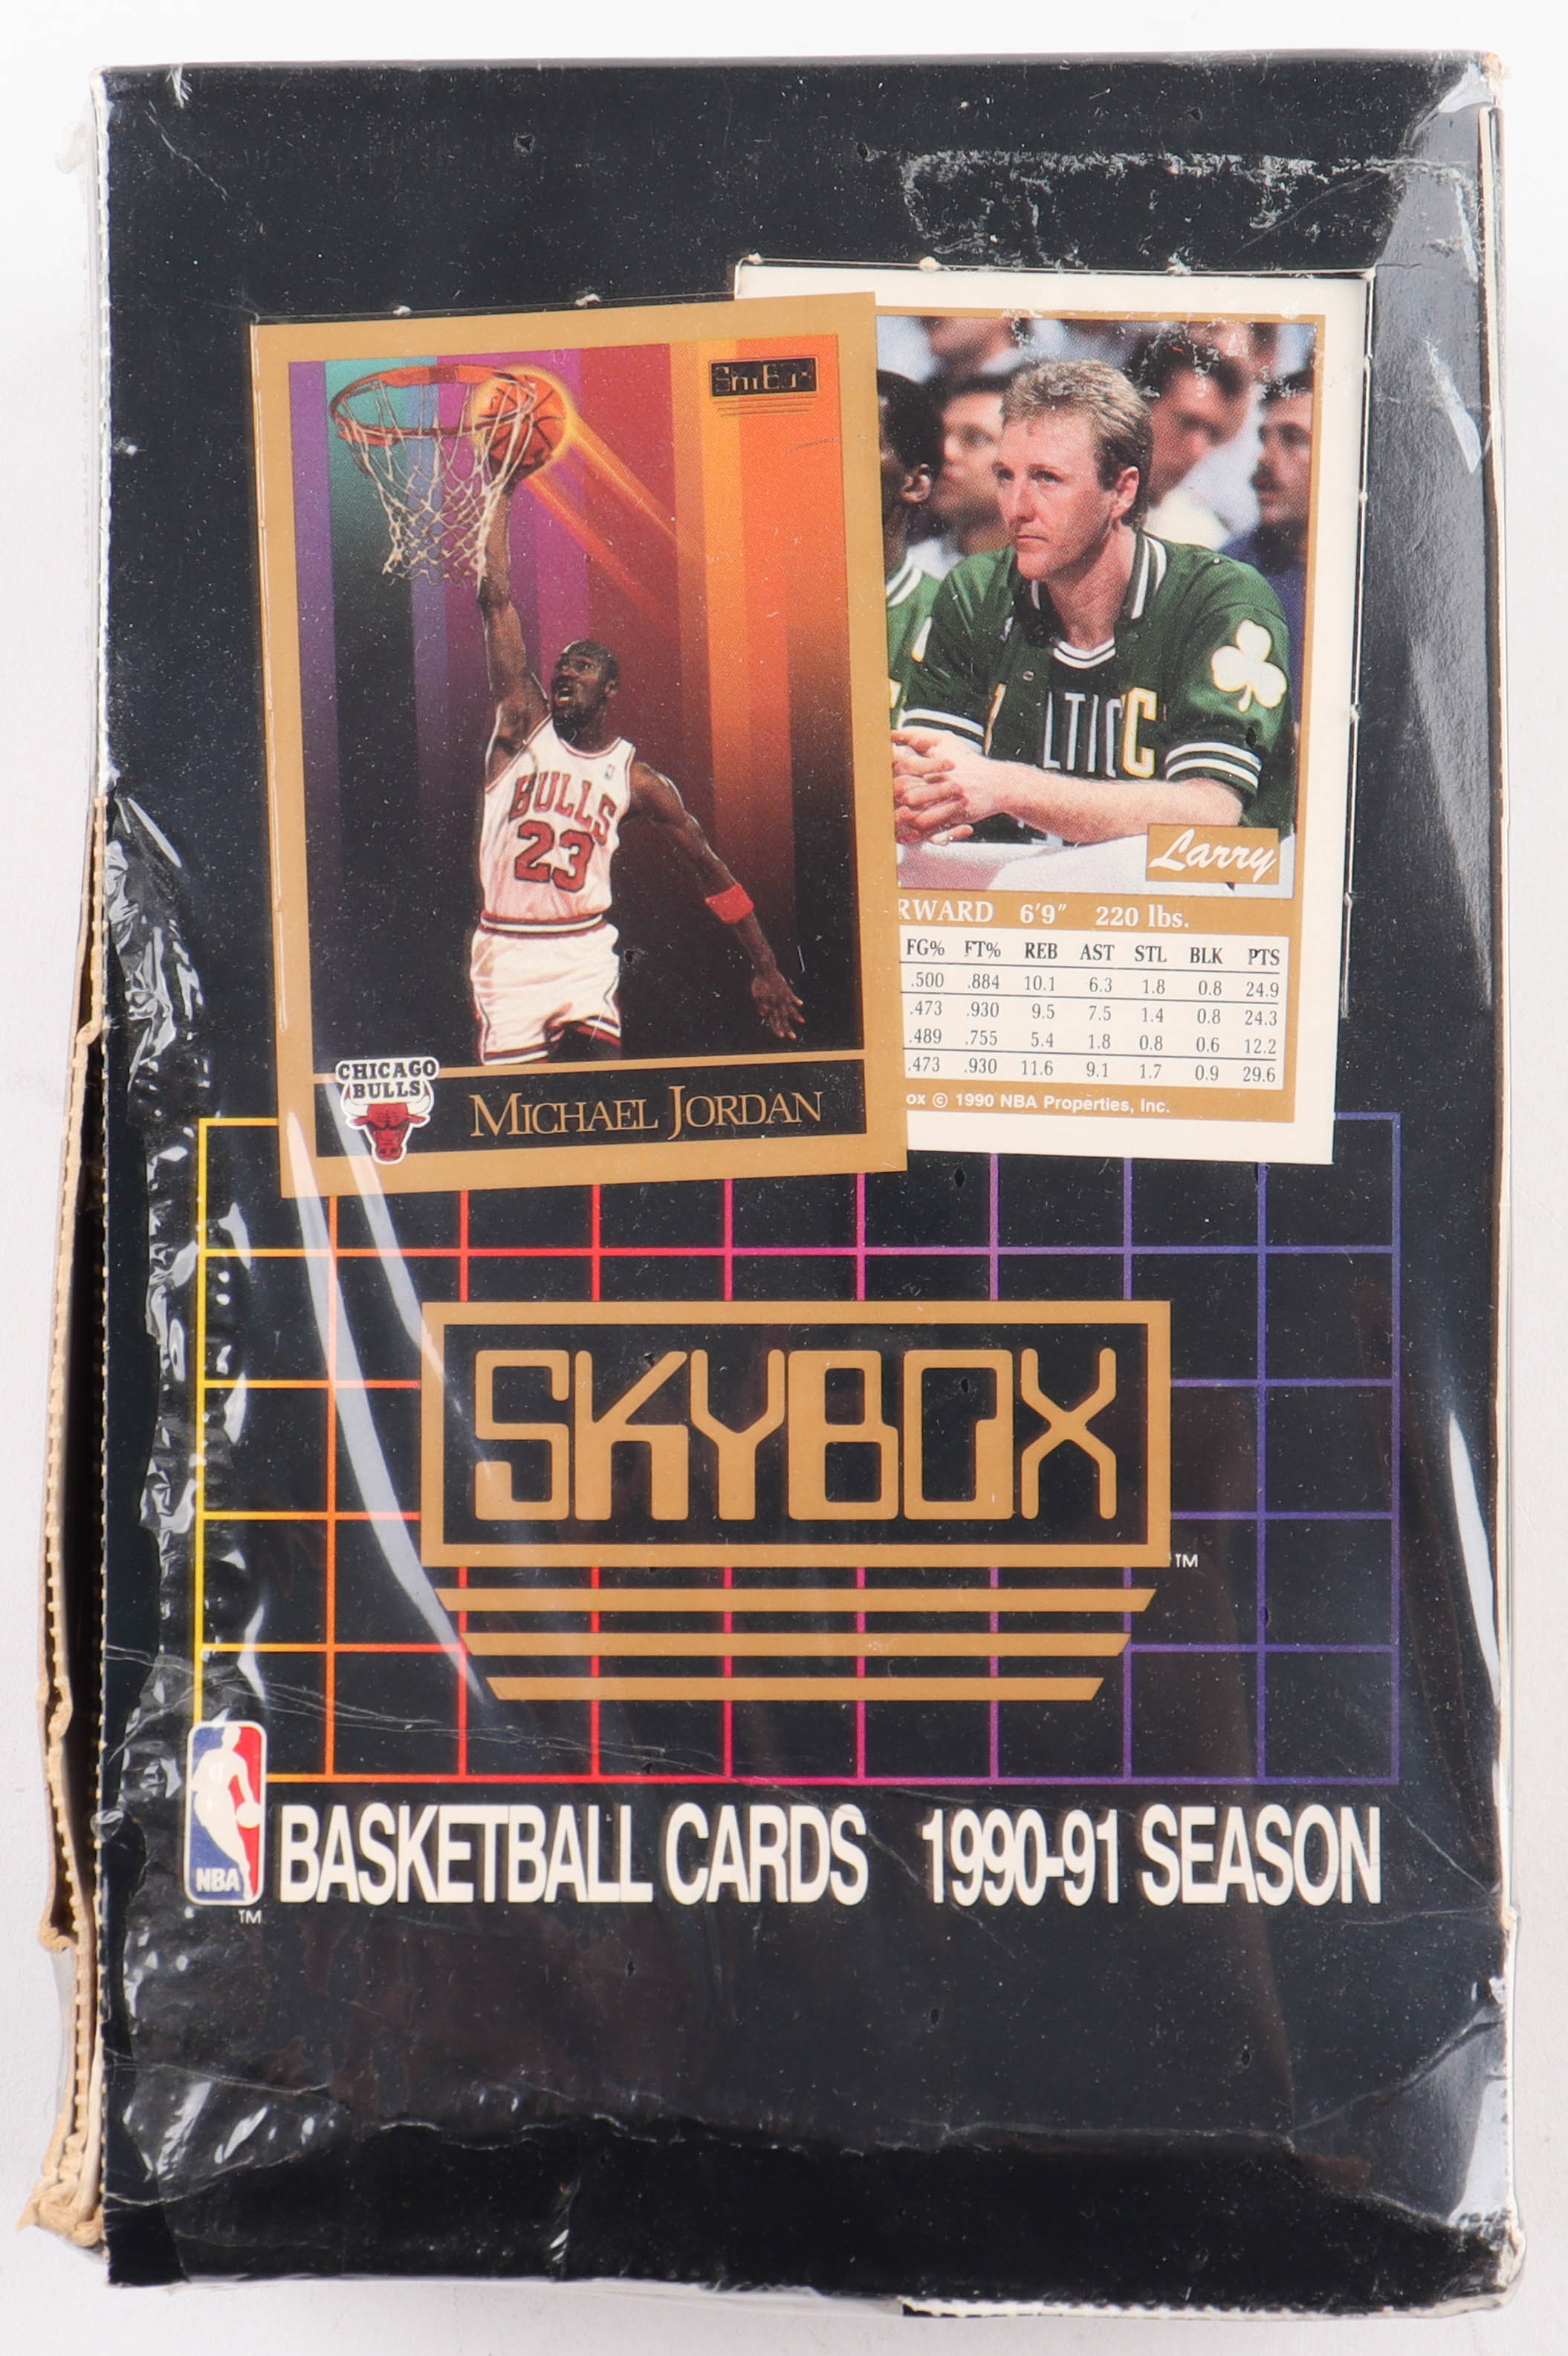 SKYBOX
BULLS
23
CHICAGO
BULLS
MICHAEL JORDAN
LTIC
Larry
RWARD 6'9" 220 lbs.
FG% FT% REB AST STL BLK PTS
.500 .884 10.1 6.3 1.8 0.8 24.9
.473 .930 9.5 7.5 1.4 0.8 24.3
.489 .755 5.4 1.8 0.8 0.6 12.2
.473 .930 11.6 9.1 1.7 0.9 29.6
ox © 1990 NBA Properties, Inc.
SKYBOX
TM
NBA
TM
BASKETBALL CARDS 1990-91 SEASON